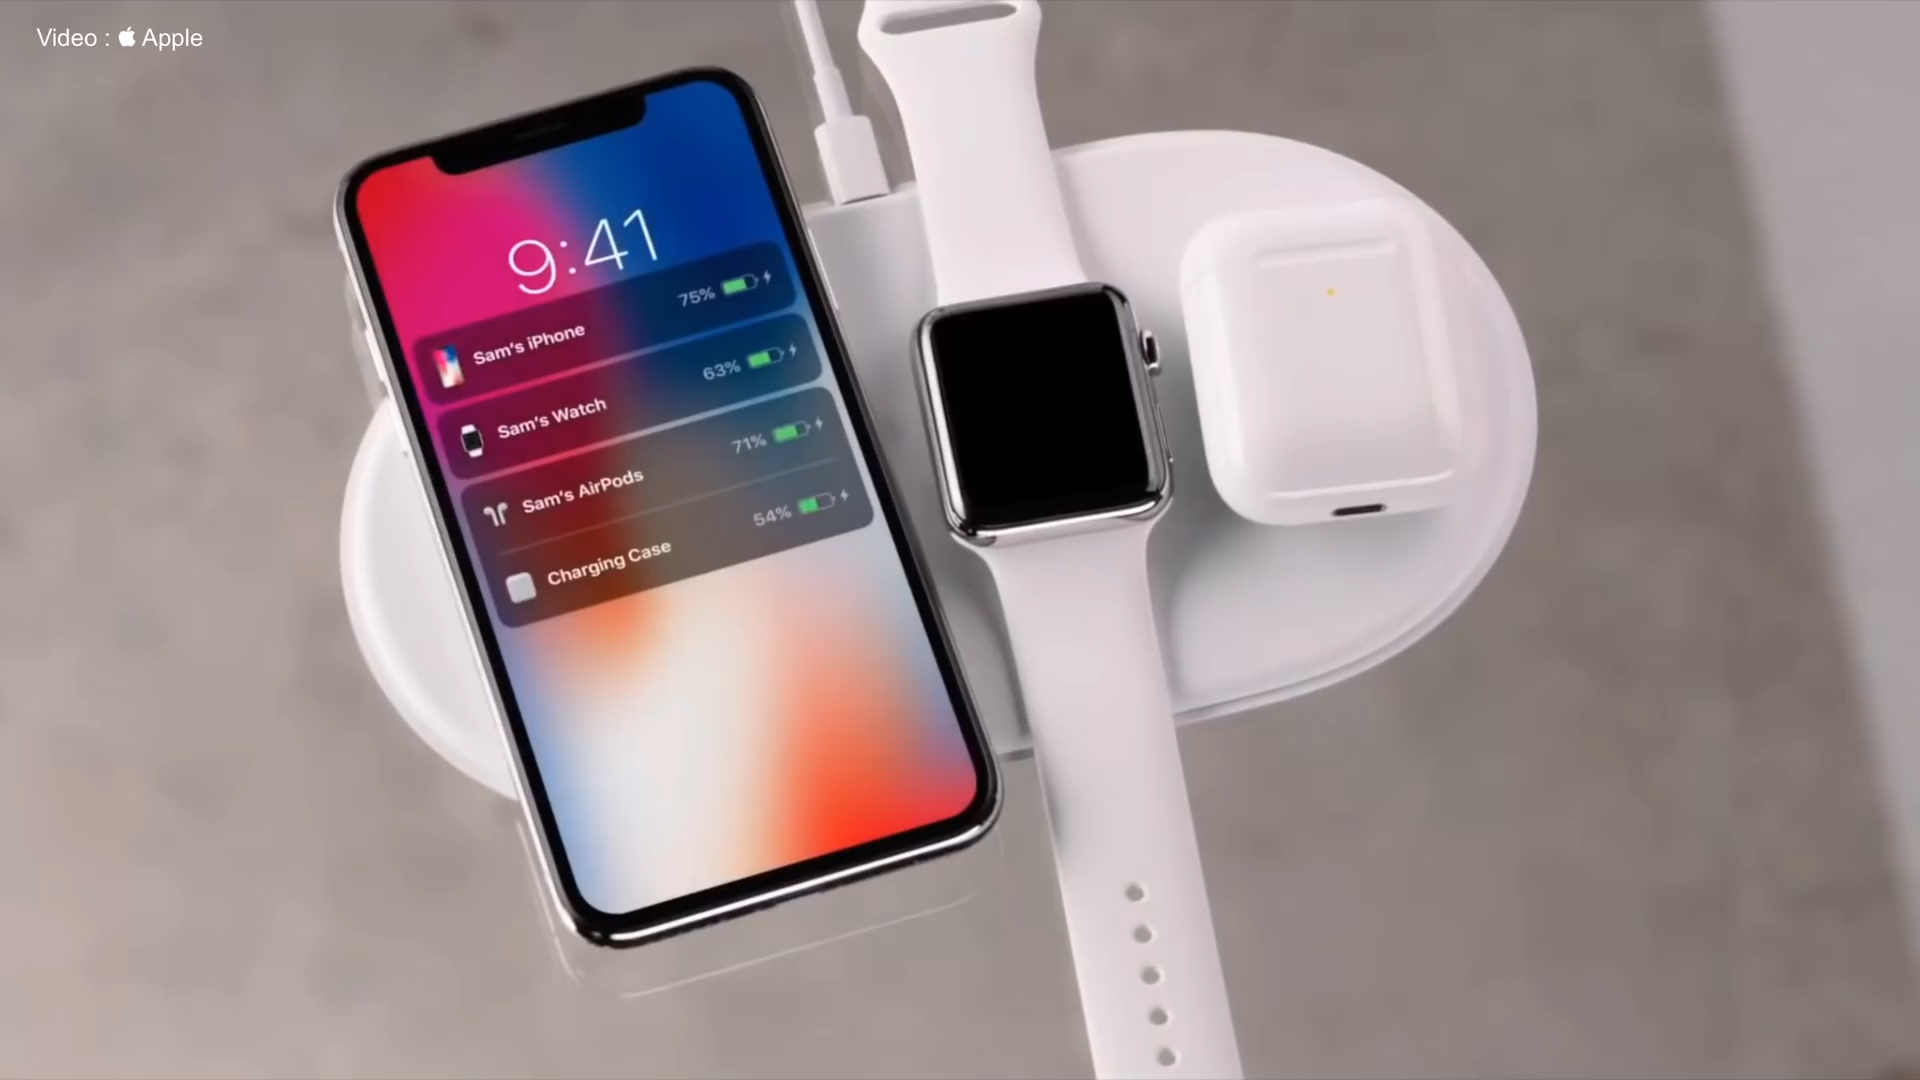 Video : Apple
9:41
75%
Sam's iPhone
63%
Sam's Watch
71%
Sam's AirPods
54%
Charging Case